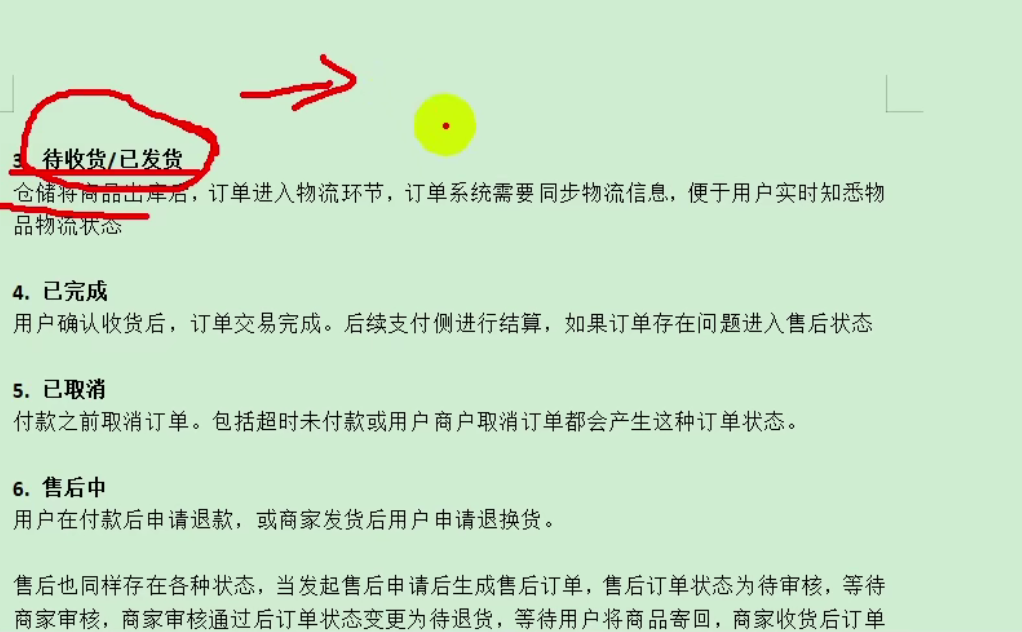 3. 待收货/已发货
仓储将商品出库后，订单进入物流环节，订单系统需要同步物流信息，便于用户实时知悉物
品物流状态
4. 已完成
用户确认收货后，订单交易完成。后续支付侧进行结算，如果订单存在问题进入售后状态
5. 已取消
付款之前取消订单。包括超时未付款或用户商户取消订单都会产生这种订单状态。
6. 售后中
用户在付款后申请退款，或商家发货后用户申请退换货。
售后也同样存在各种状态，当发起售后申请后生成售后订单，售后订单状态为待审核，等待
商家审核，商家审核通过后订单状态变更为待退货，等待用户将商品寄回，商家收货后订单